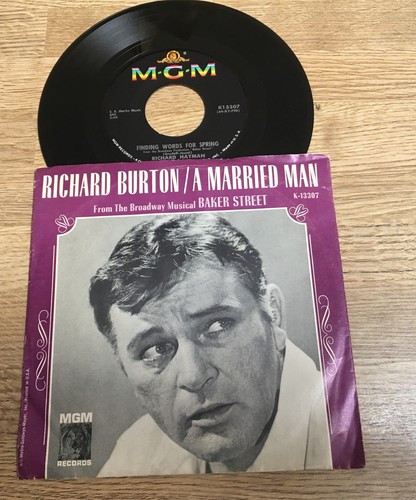 M-G-M
K13307
FINDING WORDS FOR SPRING
RICHARD HAYMAN
RICHARD BURTON/A MARRIED MAN
K-13307
From The Broadway Musical BAKER STREET
MGM
RECORDS